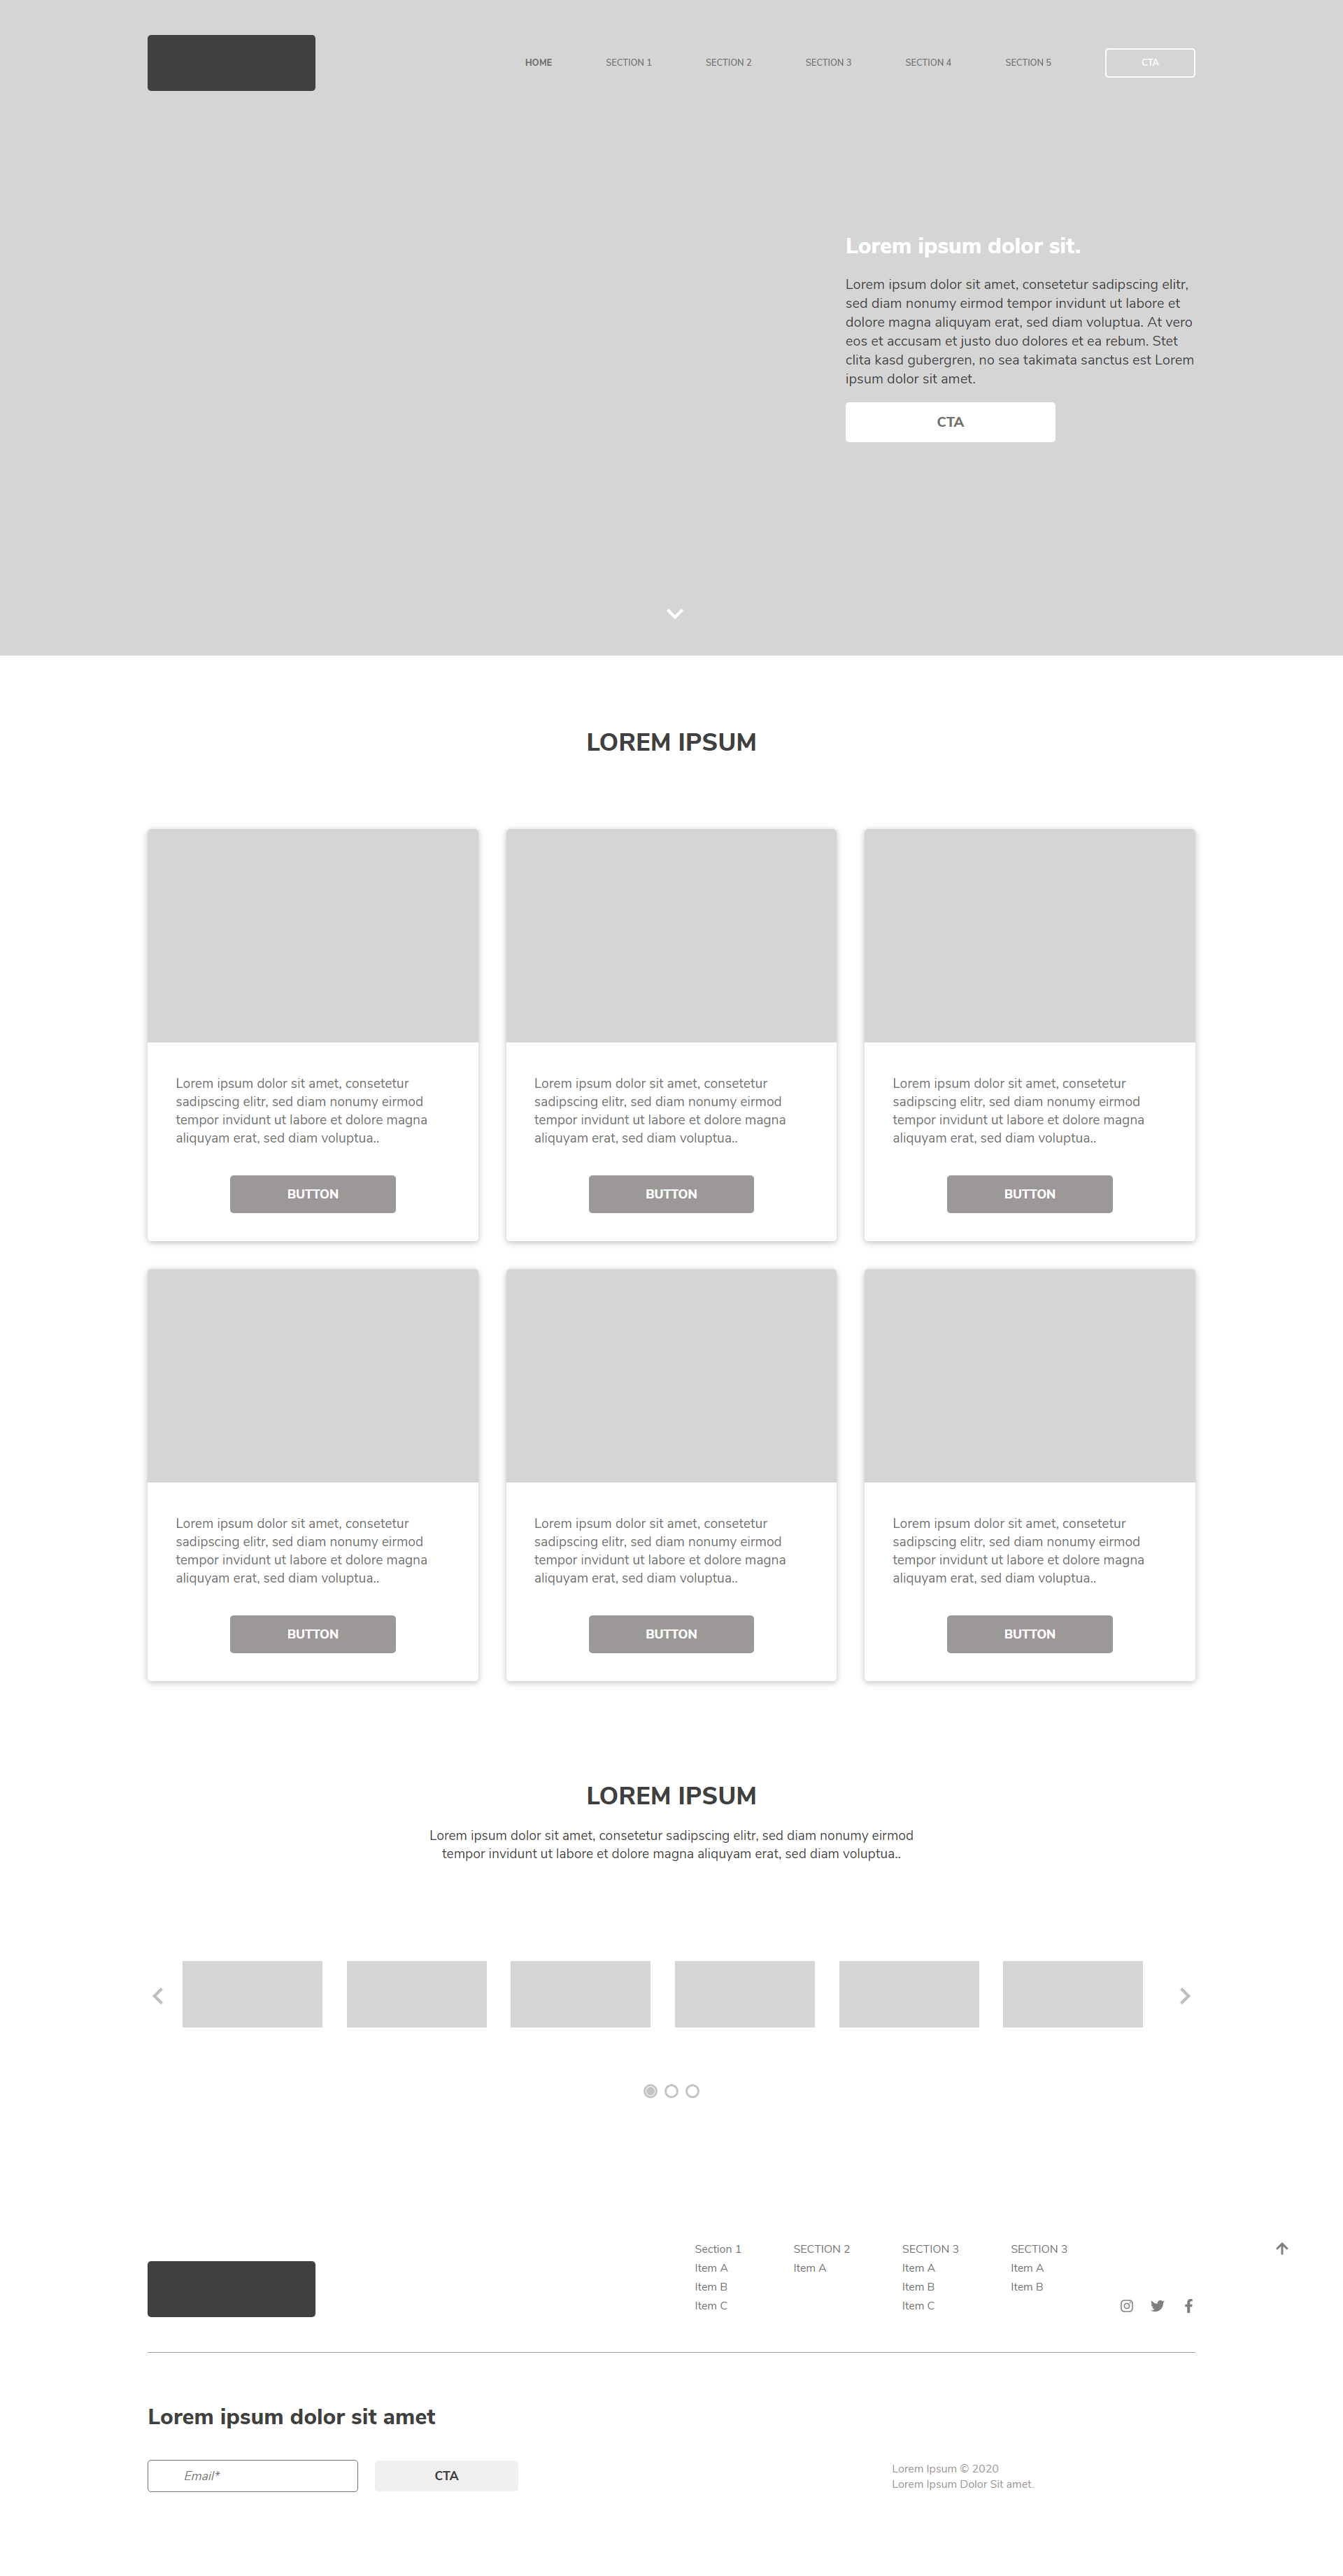 HOME SECTION 1 SECTION 2 SECTION 3 SECTION 4 SECTION 5 CTA
Lorem ipsum dolor sit.
Lorem ipsum dolor sit amet, consetetur sadipscing elitr,
sed diam nonumy eirmod tempor invidunt ut labore et
dolore magna aliquyam erat, sed diam voluptua. At vero
eos et accusam et justo duo dolores et ea rebum. Stet
clita kasd gubergren, no sea takimata sanctus est Lorem
ipsum dolor sit amet.
CTA
LOREM IPSUM
Lorem ipsum dolor sit amet, consetetur
sadipscing elitr, sed diam nonumy eirmod
tempor invidunt ut labore et dolore magna
aliquyam erat, sed diam voluptua..
BUTTON
Lorem ipsum dolor sit amet, consetetur
sadipscing elitr, sed diam nonumy eirmod
tempor invidunt ut labore et dolore magna
aliquyam erat, sed diam voluptua..
BUTTON
Lorem ipsum dolor sit amet, consetetur
sadipscing elitr, sed diam nonumy eirmod
tempor invidunt ut labore et dolore magna
aliquyam erat, sed diam voluptua..
BUTTON
Lorem ipsum dolor sit amet, consetetur
sadipscing elitr, sed diam nonumy eirmod
tempor invidunt ut labore et dolore magna
aliquyam erat, sed diam voluptua..
BUTTON
Lorem ipsum dolor sit amet, consetetur
sadipscing elitr, sed diam nonumy eirmod
tempor invidunt ut labore et dolore magna
aliquyam erat, sed diam voluptua..
BUTTON
Lorem ipsum dolor sit amet, consetetur
sadipscing elitr, sed diam nonumy eirmod
tempor invidunt ut labore et dolore magna
aliquyam erat, sed diam voluptua..
BUTTON
LOREM IPSUM
Lorem ipsum dolor sit amet, consetetur sadipscing elitr, sed diam nonumy eirmod
tempor invidunt ut labore et dolore magna aliquyam erat, sed diam voluptua..
Section 1
Item A
Item B
Item C
SECTION 2
Item A
SECTION 3
Item A
Item B
Item C
SECTION 3
Item A
Item B
Lorem ipsum dolor sit amet
Email*
CTA
Lorem Ipsum © 2020
Lorem Ipsum Dolor Sit amet.